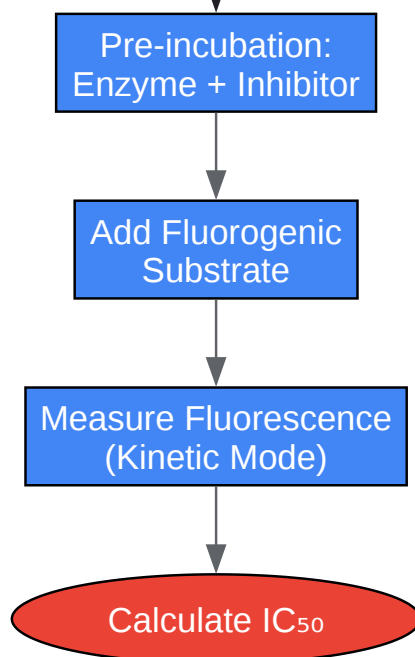 Pre-incubation:
Enzyme + Inhibitor
Add Fluorogenic
Substrate
Measure Fluorescence
(Kinetic Mode)
Calculate IC₅₀